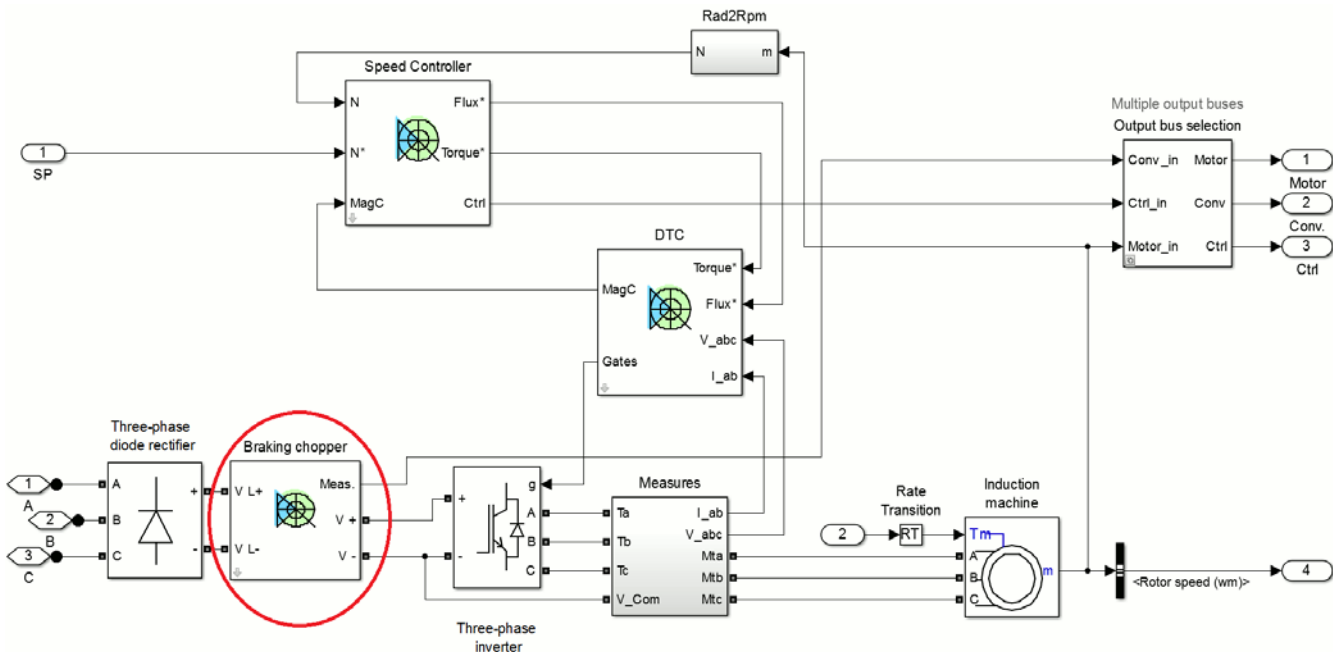 Rad2Rpm
N
m
Speed Controller
N
Flux*
N*
Torque*
MagC
Ctrl
1
SP
Multiple output buses
Output bus selection
Conv_in
Motor
Ctrl_in
Conv
Motor_in
Ctrl
1
Motor
2
Conv.
3
Ctrl
DTC
Torque*
MagC
Flux*
V_abc
Gates
I_ab
Three-phase
diode rectifier
1
A
2
B
3
C
A
+
B
C
-
Braking chopper
V L+
Meas.
V +
V L-
V -
+
g
A
B
-
C
Three-phase
inverter
Measures
Ta
I_ab
V_abc
Tb
Mta
Tc
Mtb
V_Com
Mtc
2
Rate
Transition
RT
Induction
machine
Tm
A
B
m
C
<Rotor speed (wm)>
4